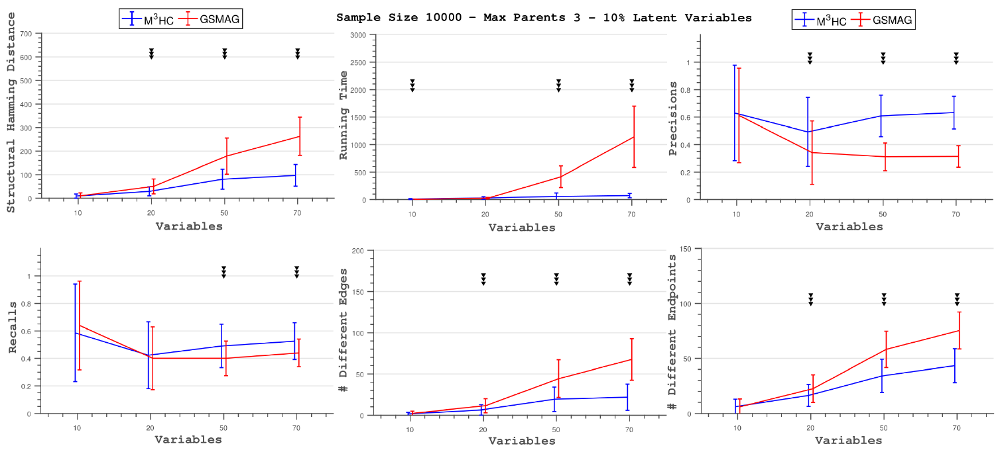 Sample Size 10000 – Max Parents 3 – 10% Latent Variables
M³HC GSMAG
M³HC GSMAG
Structural Hamming Distance
700
600
500
400
300
200
100
0
10 20 50 70
Variables
Running Time
3000
2500
2000
1500
1000
500
0
10 20 50 70
Variables
Precisions
1
0.8
0.6
0.4
0.2
0
10 20 50 70
Variables
Recalls
1
0.8
0.6
0.4
0.2
0
10 20 50 70
Variables
# Different Edges
200
150
100
50
0
10 20 50 70
Variables
# Different Endpoints
150
100
50
0
10 20 50 70
Variables